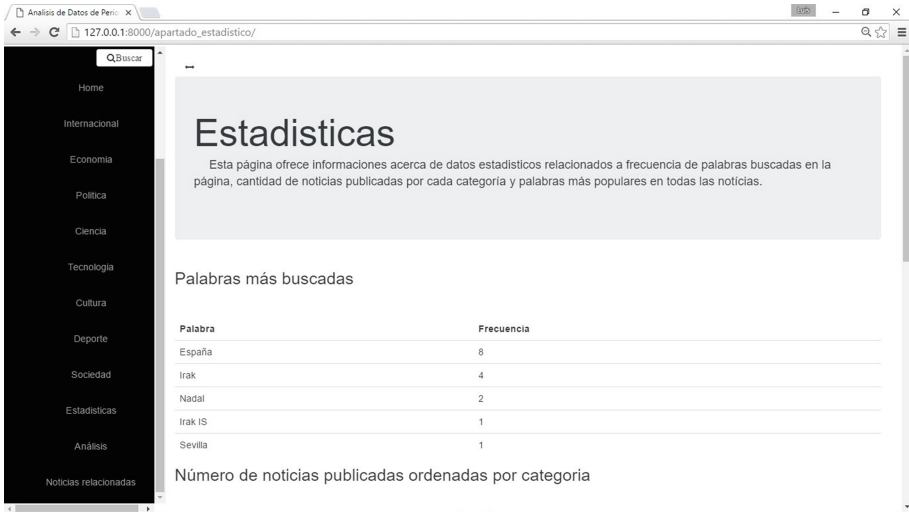 Analisis de Datos de Perio
Luis
127.0.0.1:8000/apartado_estadistico/
Buscar
Home
Internacional
Economia
Politica
Ciencia
Tecnologia
Cultura
Deporte
Sociedad
Estadisticas
Análisis
Noticias relacionadas
Estadisticas
Esta página ofrece informaciones acerca de datos estadisticos relacionados a frecuencia de palabras buscadas en la
página, cantidad de noticias publicadas por cada categoría y palabras más populares en todas las notícias.
Palabras más buscadas
Palabra Frecuencia
España 8
Irak 4
Nadal 2
Irak IS 1
Sevilla 1
Número de noticias publicadas ordenadas por categoria